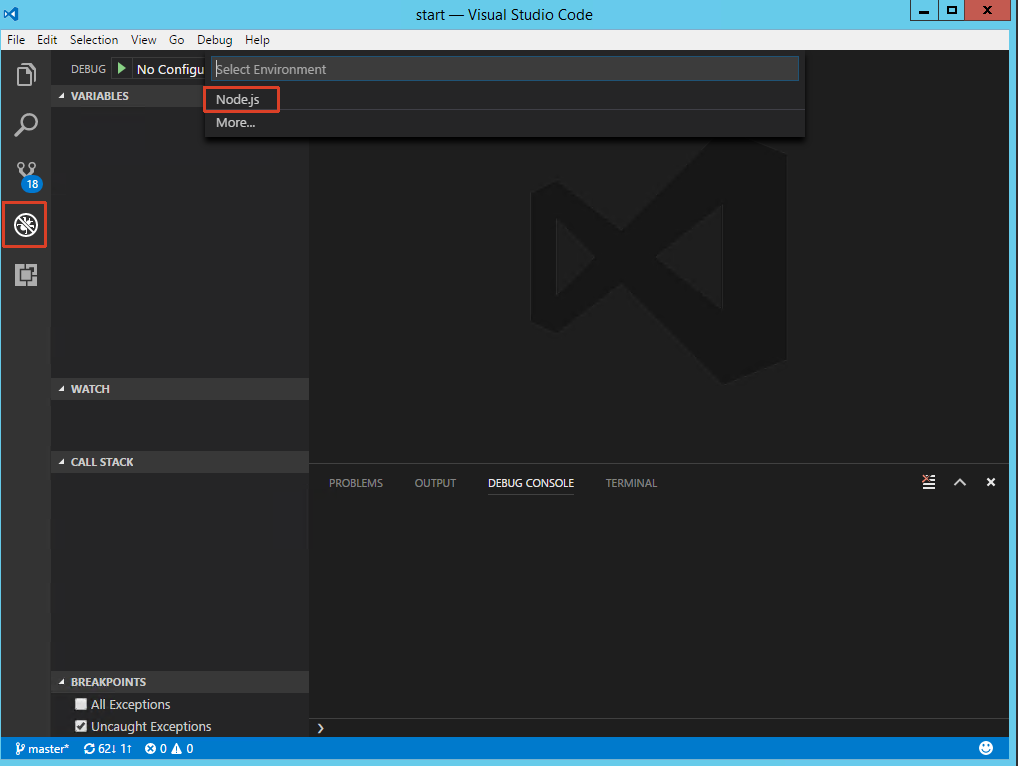 start — Visual Studio Code
File Edit Selection View Go Debug Help
DEBUG No Configu
Select Environment
Node.js
More...
VARIABLES
18
WATCH
CALL STACK
PROBLEMS OUTPUT DEBUG CONSOLE TERMINAL
BREAKPOINTS
All Exceptions
Uncaught Exceptions
master* 62↓ 1↑ 0 0